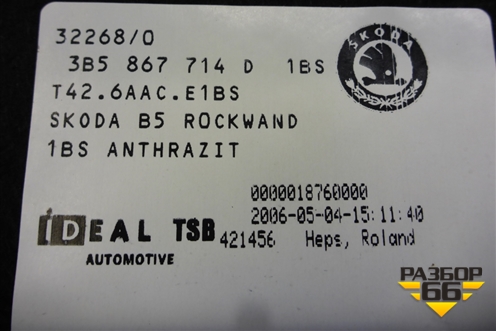 32268/0
SKODA
3B5 867 714 D 1BS
T42.6AAC.E1BS
SKODA B5 ROCKWAND
1BS ANTHRAZIT
0000018760000
2006-05-04-15:11:40
IDEAL TSB 421456 Heps, Roland
AUTOMOTIVE
РАЗБОР
66